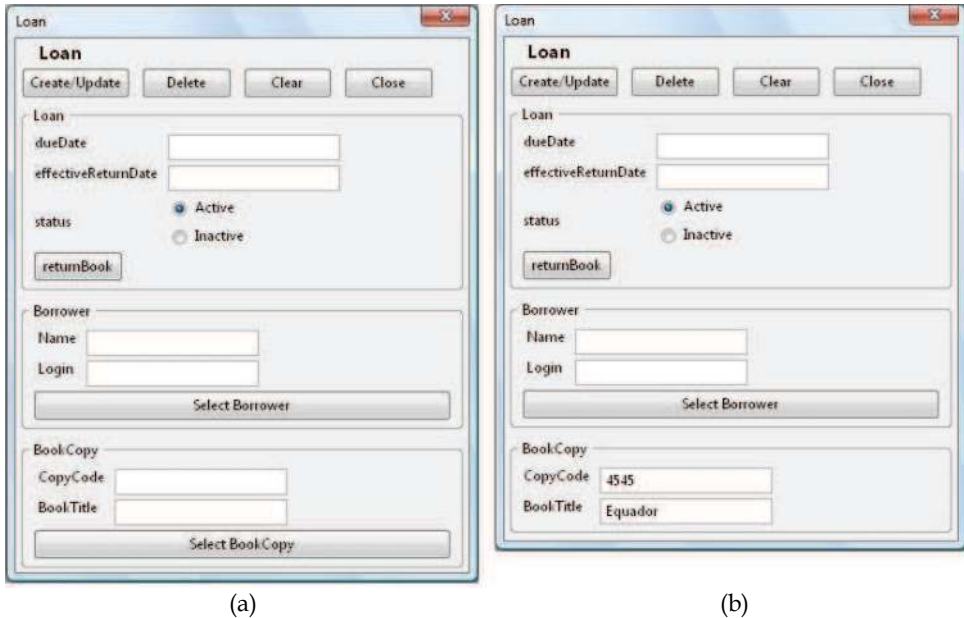 Loan
Loan
Create/Update Delete Clear Close
Loan
dueDate
effectiveReturnDate
Active
status
Inactive
returnBook
Borrower
Name
Login
Select Borrower
BookCopy
CopyCode
BookTitle
Select BookCopy
(a)
Loan
Loan
Create/Update Delete Clear Close
Loan
dueDate
effectiveReturnDate
Active
status
Inactive
returnBook
Borrower
Name
Login
Select Borrower
BookCopy
CopyCode 4545
BookTitle Equador
(b)